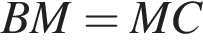 BM = MC